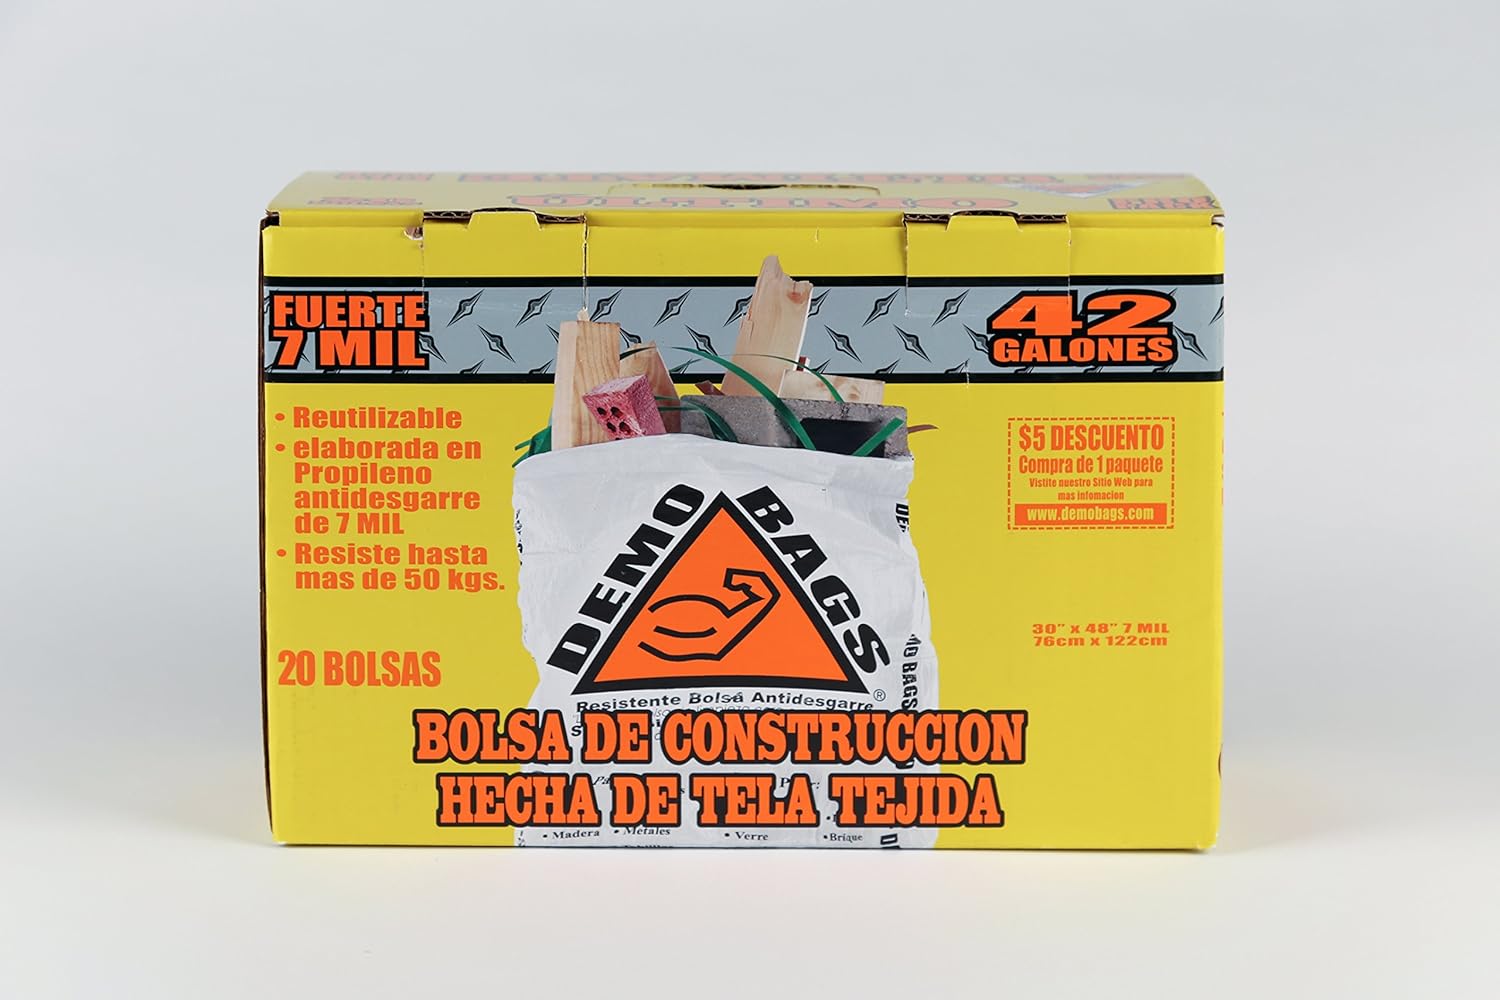 FUERTE
7 MIL
42
GALONES
• Reutilizable
• elaborada en
Propileno
antidesgarre
de 7 MIL
• Resiste hasta
mas de 50 kgs.
20 BOLSAS
$5 DESCUENTO
Compra de 1 paquete
Vistite nuestro Sitio Web para
mas infomacion
www.demobags.com
30" x 48" 7 MIL
76cm x 122cm
DEMO BAGS
Resistente Bolsa Antidesgarre ®
BOLSA DE CONSTRUCCION
HECHA DE TELA TEJIDA
• Madera • Métales • Verre • Brique